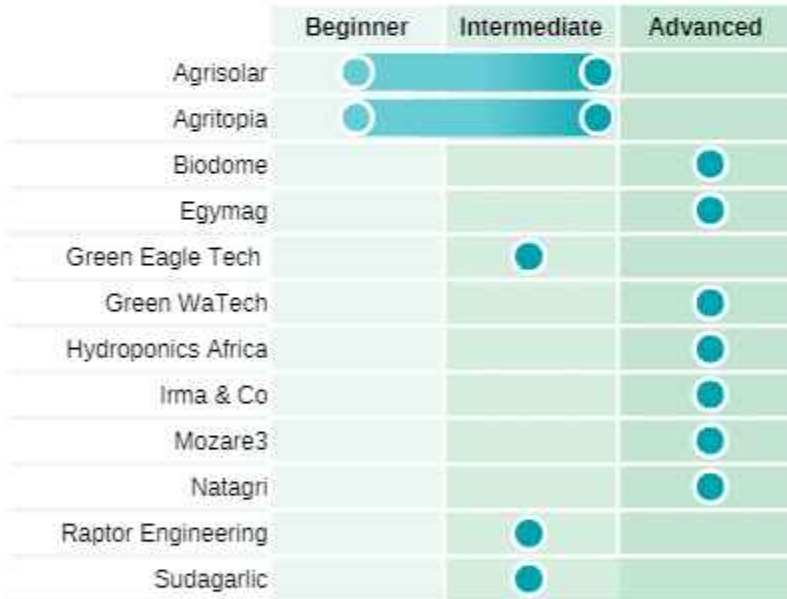 Beginner Intermediate Advanced
Agrisolar
Agritopia
Biodome
Egymag
Green Eagle Tech
Green WaTech
Hydroponics Africa
Irma & Co
Mozare3
Natagri
Raptor Engineering
Sudagarlic